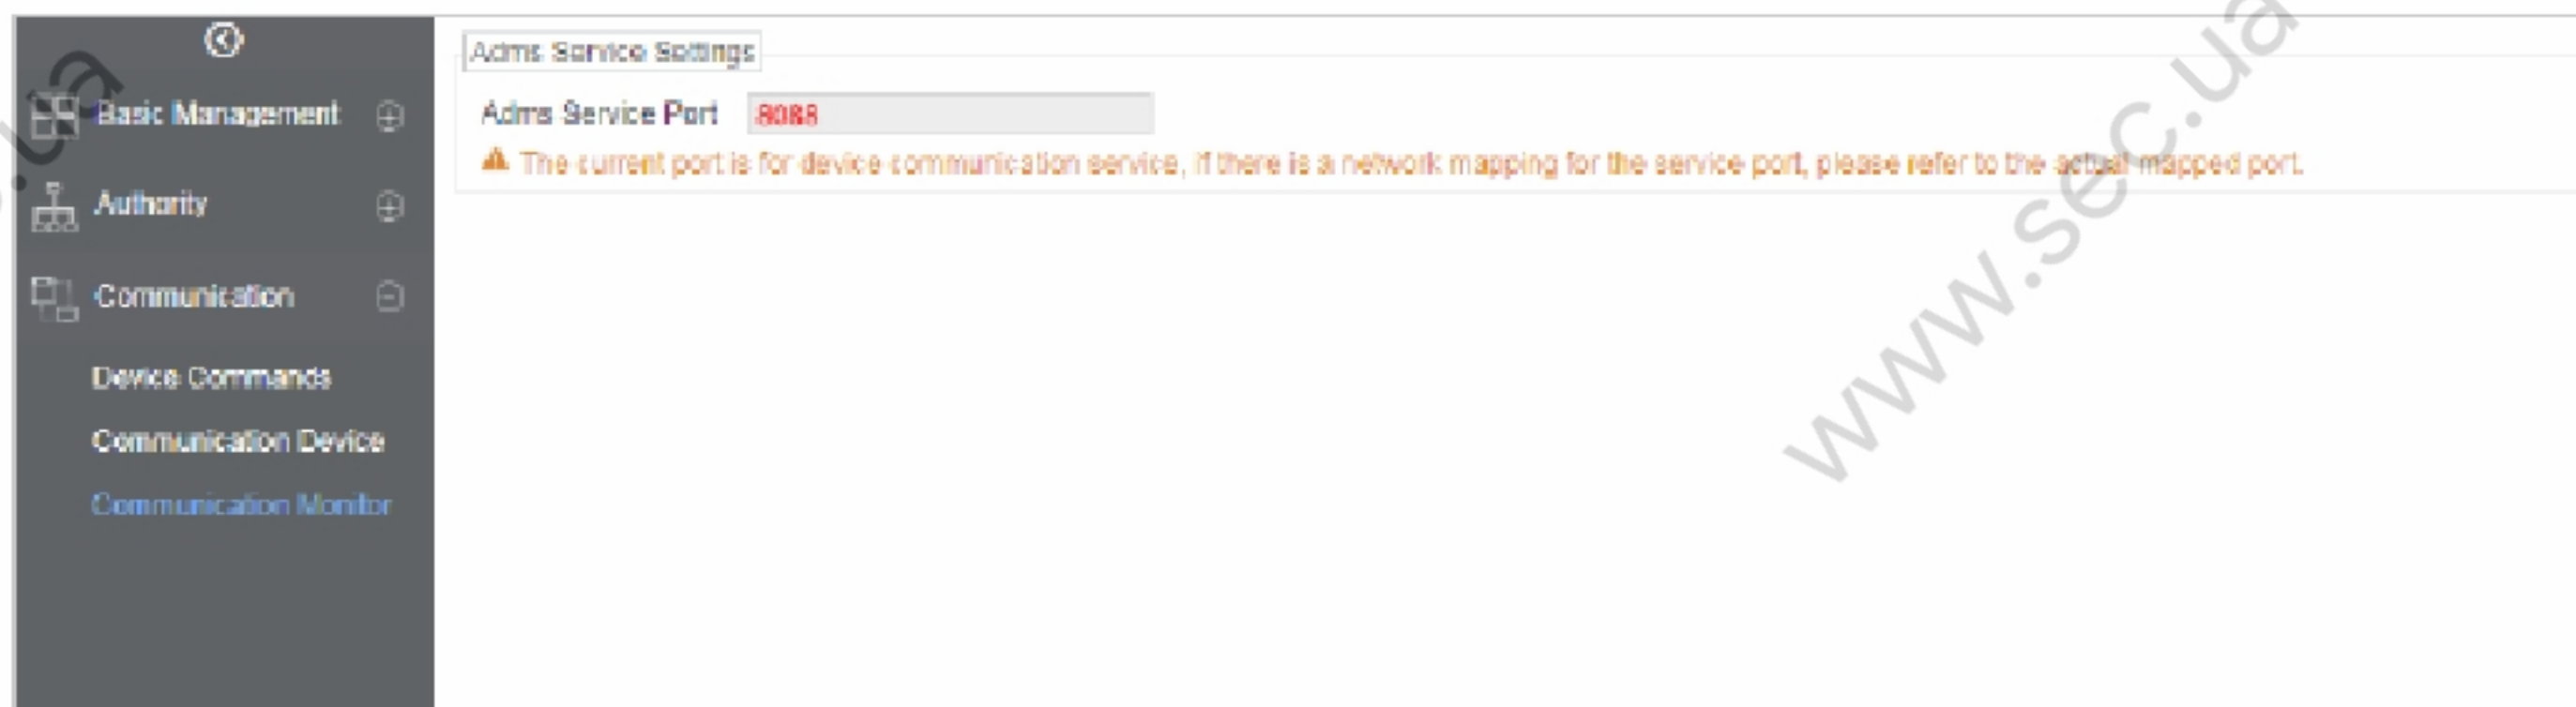 Adms Service Settings
Basic Management
Adms Service Port 8088
The current port is for device communication service, if there is a network mapping for the service port, please refer to the actual mapped port.
Authority
Communication
Device Commands
Communication Device
Communication Monitor
www.sec.ua
.ua